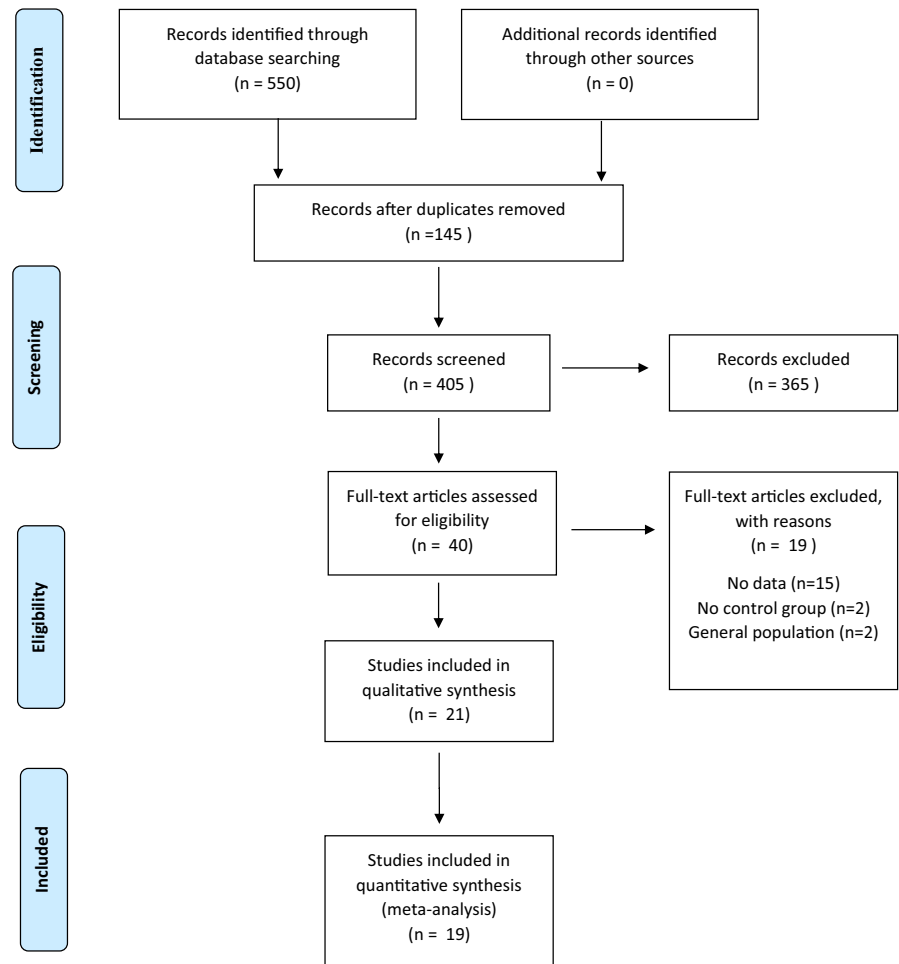 Identification
Records identified through
database searching
(n = 550)
Additional records identified
through other sources
(n = 0)
Records after duplicates removed
(n =145 )
Screening
Records screened
(n = 405 )
Records excluded
(n = 365 )
Eligibility
Full-text articles assessed
for eligibility
(n = 40)
Full-text articles excluded,
with reasons
(n = 19 )
No data (n=15)
No control group (n=2)
General population (n=2)
Studies included in
qualitative synthesis
(n = 21)
Included
Studies included in
quantitative synthesis
(meta-analysis)
(n = 19)